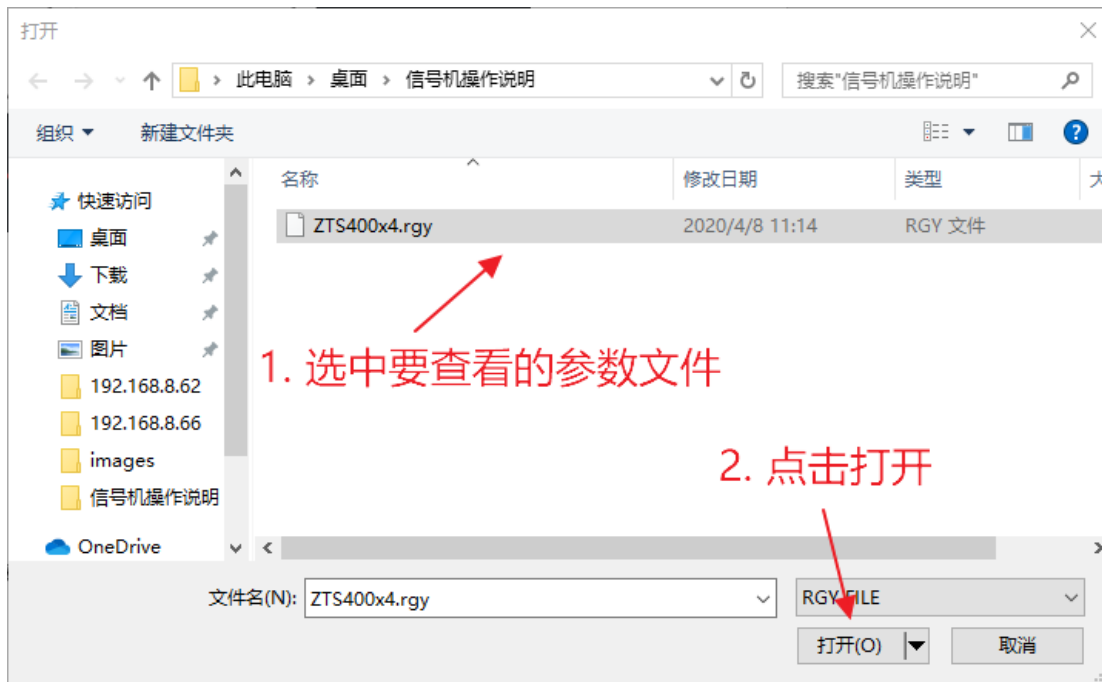 打开
此电脑 › 桌面 › 信号机操作说明
搜索"信号机操作说明"
组织
新建文件夹
名称
修改日期
类型
快速访问
桌面
下载
文档
图片
192.168.8.62
192.168.8.66
images
信号机操作说明
OneDrive
ZTS400x4.rgy 2020/4/8 11:14 RGY 文件
1. 选中要查看的参数文件
2. 点击打开
文件名(N): ZTS400x4.rgy
RGY FILE
打开(O)
取消